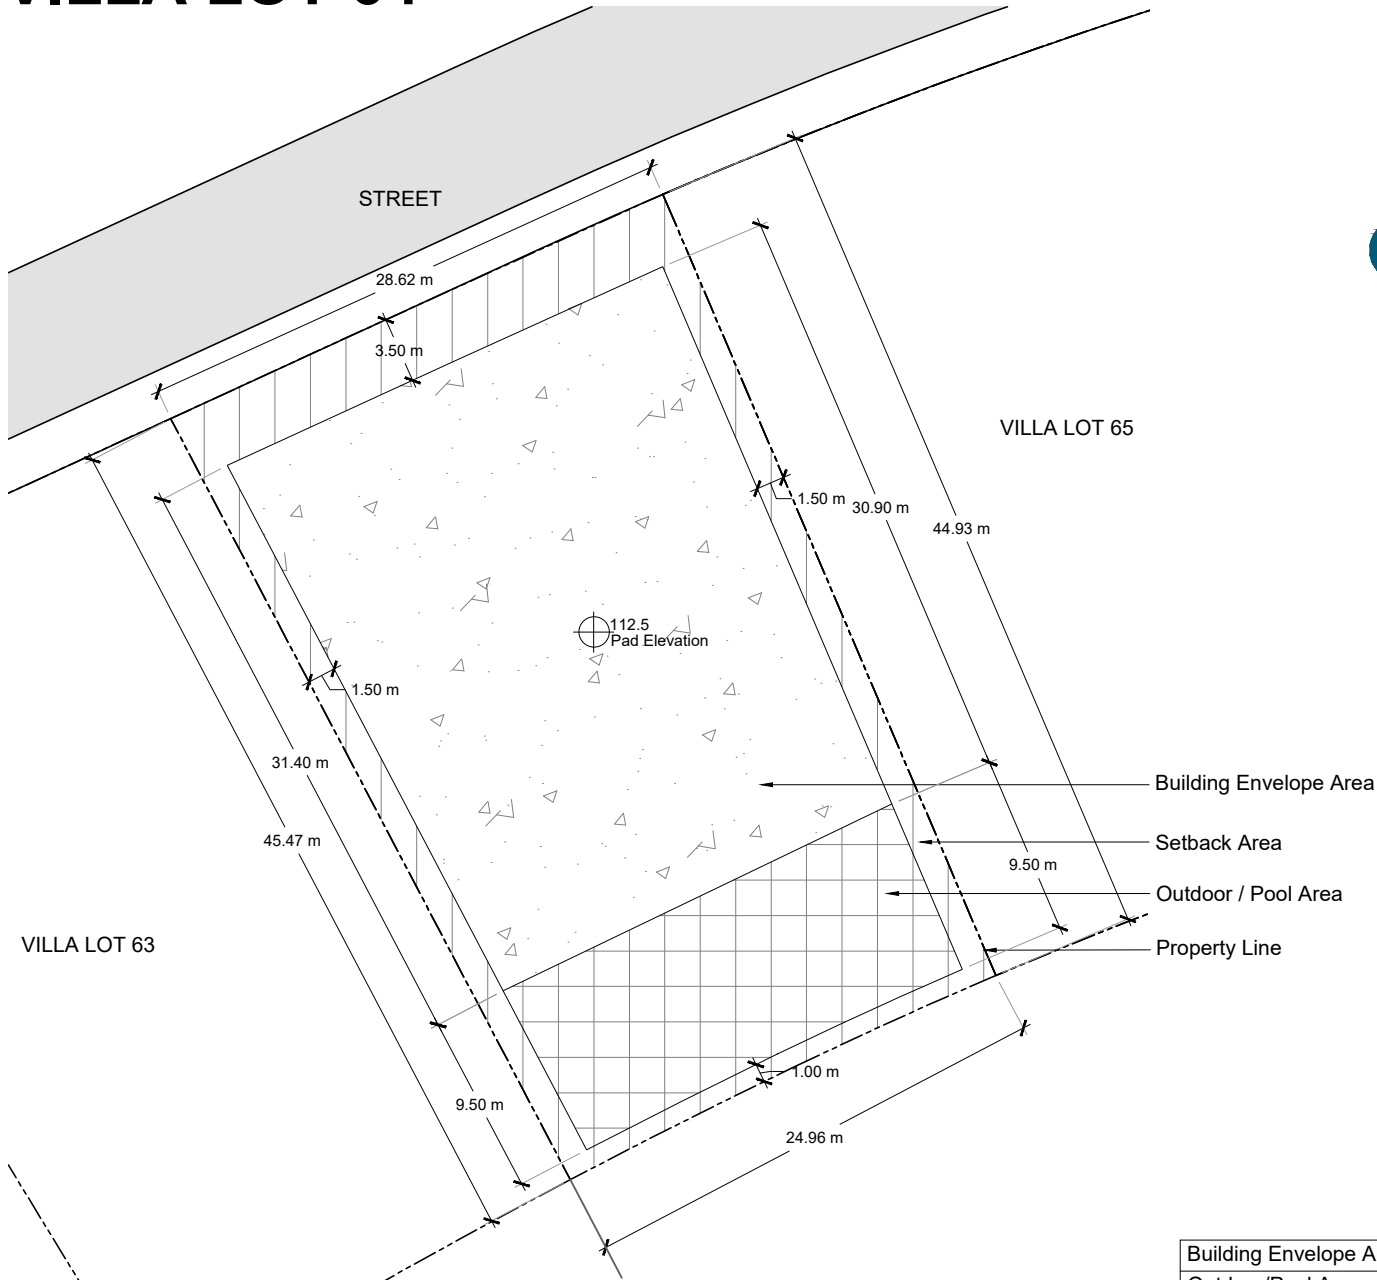 STREET
28.62 m
3.50 m
VILLA LOT 65
1.50 m
30.90 m
44.93 m
112.5
Pad Elevation
1.50 m
31.40 m
45.47 m
Building Envelope Area
Setback Area
9.50 m
Outdoor / Pool Area
VILLA LOT 63
Property Line
1.00 m
9.50 m
24.96 m
Building Envelope A